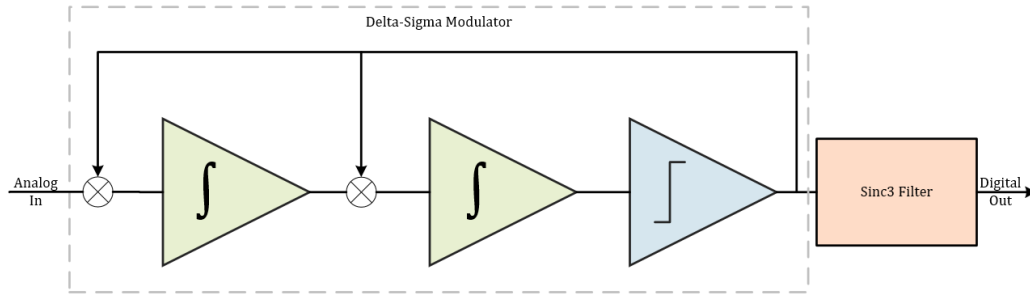 Delta-Sigma Modulator
Analog
In
∫
∫
Sinc3 Filter
Digital
Out